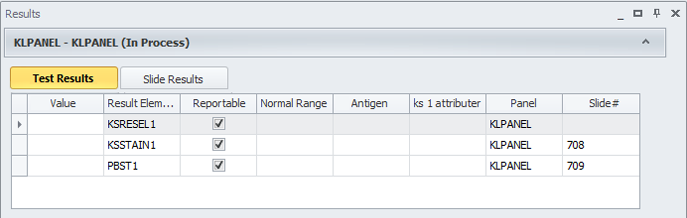 Results
KLPANEL - KLPANEL (In Process)
Test Results Slide Results
Value Result Elem... Reportable Normal Range Antigen ks 1 attributer Panel Slide#
KSRESEL1 KLPANEL
KSSTAIN1 KLPANEL 708
PBST1 KLPANEL 709